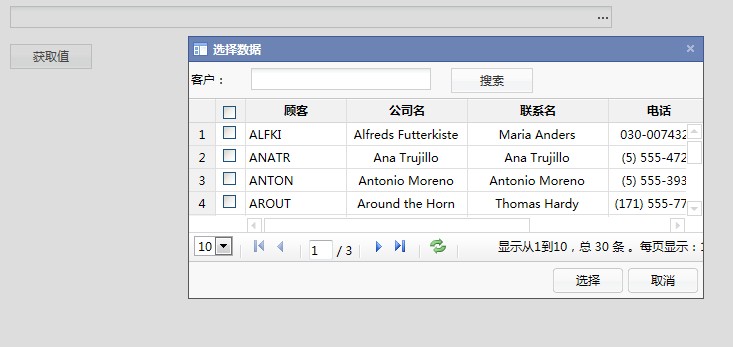 ...
获取值
选择数据
客户：
搜索
顾客 公司名 联系名 电话
1 ALFKI Alfreds Futterkiste Maria Anders 030-007432
2 ANATR Ana Trujillo Ana Trujillo (5) 555-472
3 ANTON Antonio Moreno Antonio Moreno (5) 555-393
4 AROUT Around the Horn Thomas Hardy (171) 555-77
10 1 / 3 显示从1到10，总 30 条 。每页显示：1
选择 取消